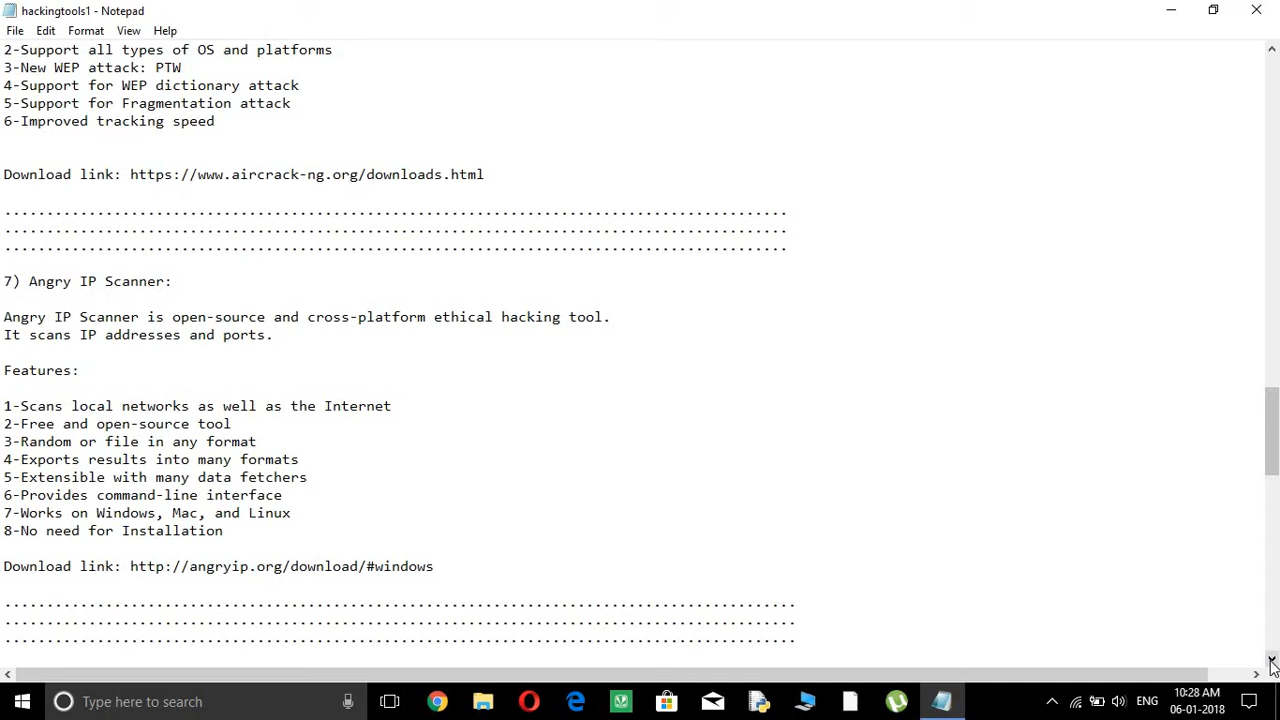 hackingtools1 - Notepad
File Edit Format View Help
2-Support all types of OS and platforms
3-New WEP attack: PTW
4-Support for WEP dictionary attack
5-Support for Fragmentation attack
6-Improved tracking speed
Download link: https://www.aircrack-ng.org/downloads.html
.............................................................................................
.............................................................................................
.............................................................................................
7) Angry IP Scanner:
Angry IP Scanner is open-source and cross-platform ethical hacking tool.
It scans IP addresses and ports.
Features:
1-Scans local networks as well as the Internet
2-Free and open-source tool
3-Random or file in any format
4-Exports results into many formats
5-Extensible with many data fetchers
6-Provides command-line interface
7-Works on Windows, Mac, and Linux
8-No need for Installation
Download link: http://angryip.org/download/#windows
..............................................................................................
..............................................................................................
..............................................................................................
Type here to search
ENG
10:28 AM
06-01-2018